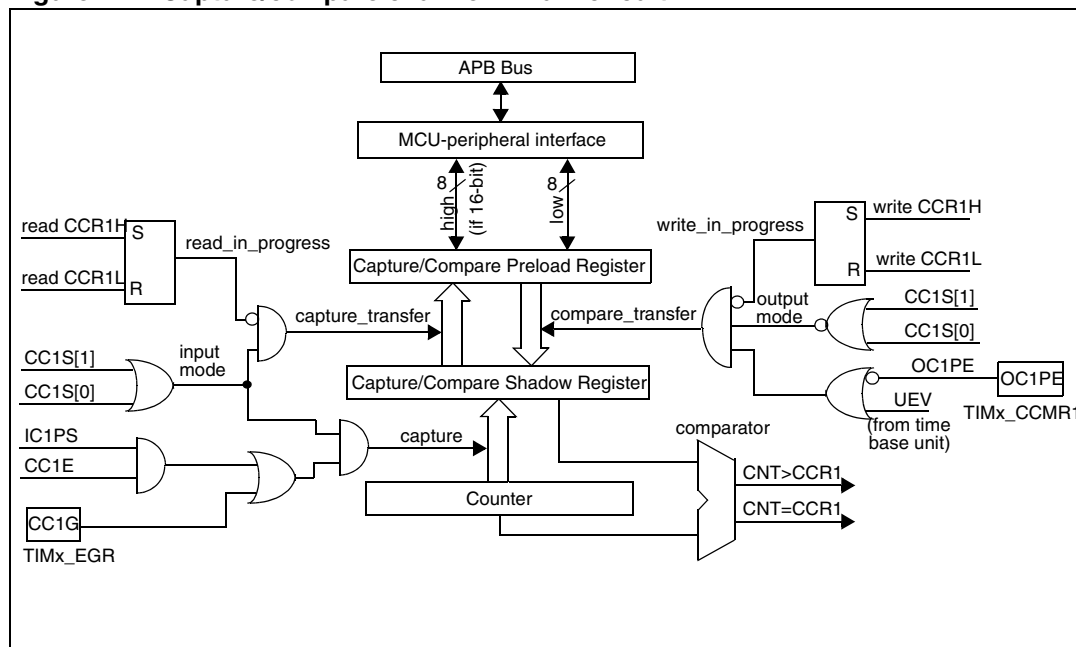 APB Bus
MCU-peripheral interface
8
high
(if 16-bit)
8
low
read CCR1H
S
read_in_progress
read CCR1L
R
write_in_progress
S
write CCR1H
R
write CCR1L
Capture/Compare Preload Register
capture_transfer
compare_transfer
output
mode
CC1S[1]
CC1S[0]
CC1S[1]
input
mode
CC1S[0]
Capture/Compare Shadow Register
OC1PE
OC1PE
UEV
TIMx_CCMR1
(from time
base unit)
IC1PS
CC1E
capture
comparator
Counter
CNT>CCR1
CNT=CCR1
CC1G
TIMx_EGR